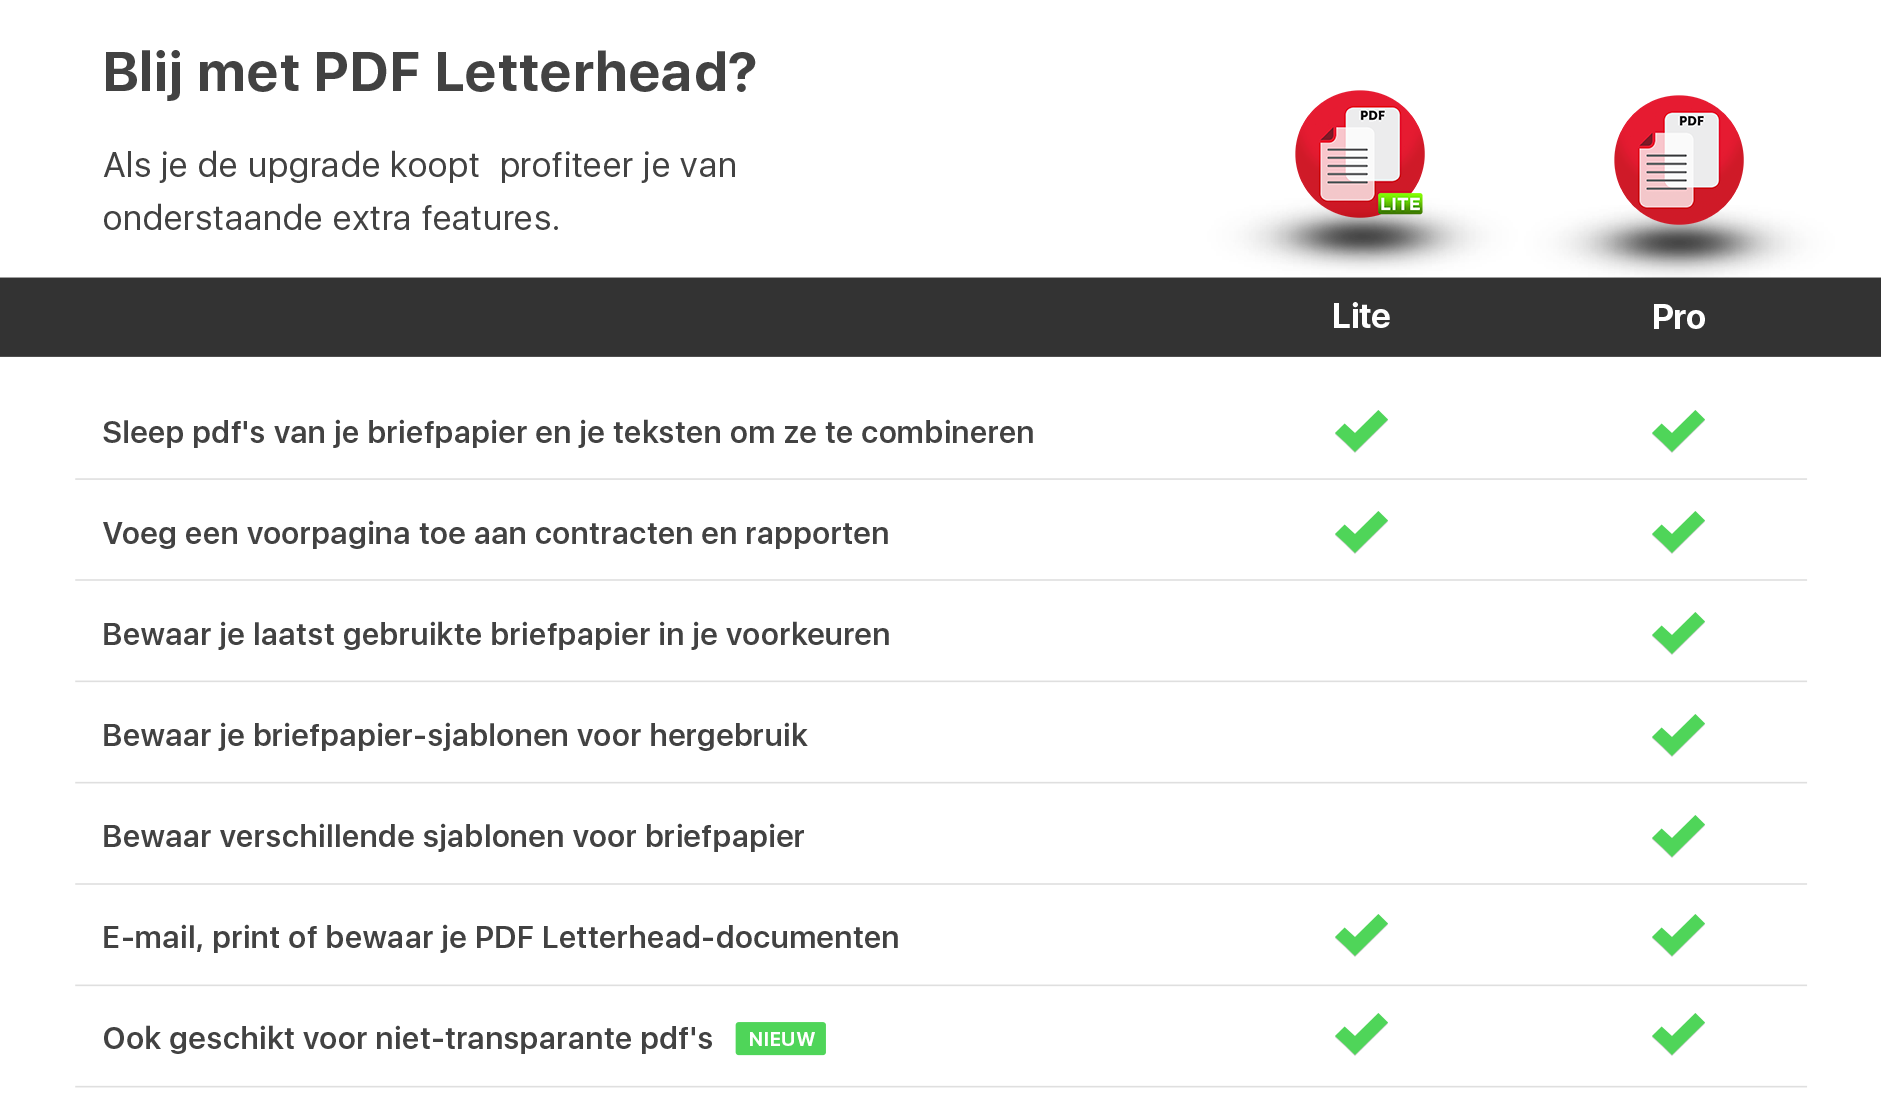 Blij met PDF Letterhead?
Als je de upgrade koopt  profiteer je van
onderstaande extra features.
PDF
LITE
PDF
Lite
Pro
Sleep pdf's van je briefpapier en je teksten om ze te combineren
Voeg een voorpagina toe aan contracten en rapporten
Bewaar je laatst gebruikte briefpapier in je voorkeuren
Bewaar je briefpapier-sjablonen voor hergebruik
Bewaar verschillende sjablonen voor briefpapier
E-mail, print of bewaar je PDF Letterhead-documenten
Ook geschikt voor niet-transparante pdf's NIEUW